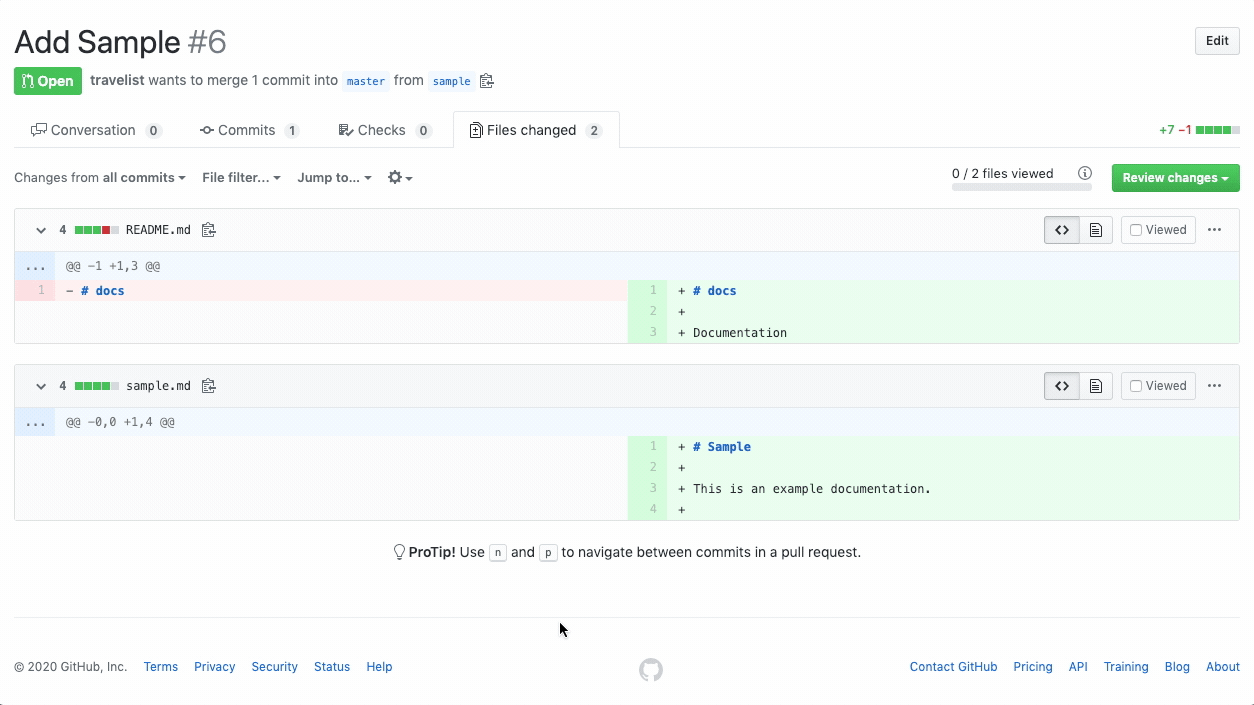 Add Sample #6
Edit
Open travelist wants to merge 1 commit into master from sample
Conversation 0 Commits 1 Checks 0 Files changed 2 +7 −1
Changes from all commits File filter... Jump to... 0 / 2 files viewed Review changes
4 README.md <> Viewed ...
... @@ -1 +1,3 @@
1 - # docs 1 + # docs
2 +
3 + Documentation
4 sample.md <> Viewed ...
... @@ -0,0 +1,4 @@
1 + # Sample
2 +
3 + This is an example documentation.
4 +
ProTip! Use n and p to navigate between commits in a pull request.
© 2020 GitHub, Inc. Terms Privacy Security Status Help Contact GitHub Pricing API Training Blog About